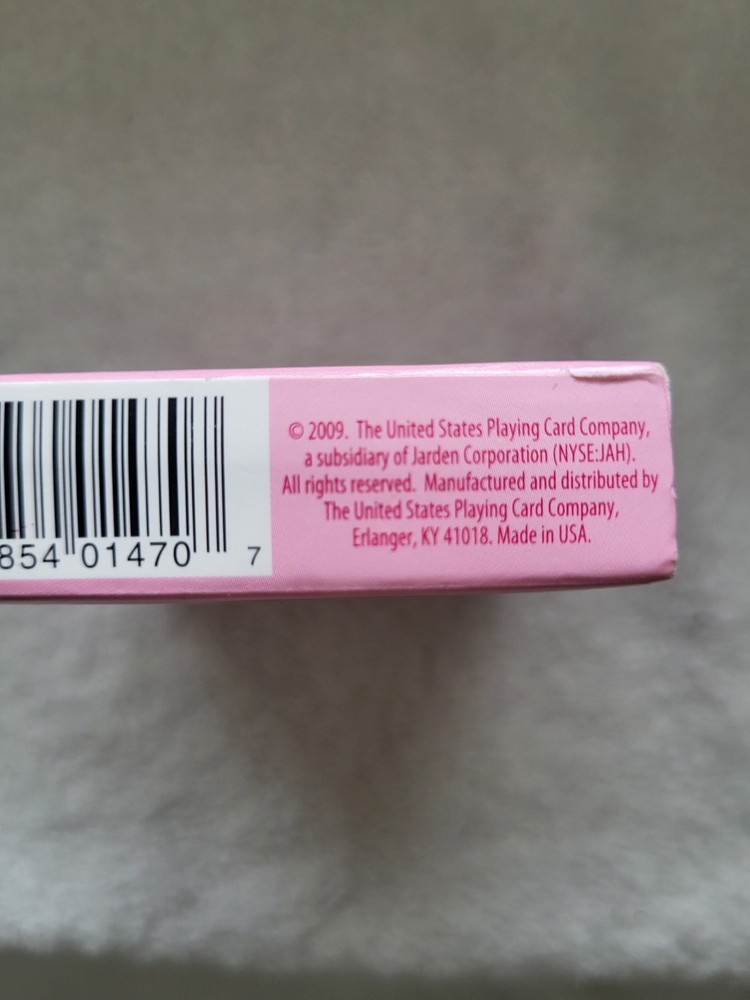 © 2009. The United States Playing Card Company,
a subsidiary of Jarden Corporation (NYSE:JAH).
All rights reserved. Manufactured and distributed by
The United States Playing Card Company,
Erlanger, KY 41018. Made in USA.
854 01470 7